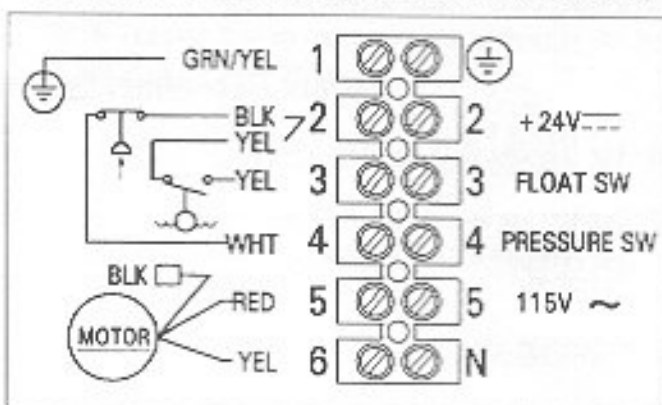 GRN/YEL 1
BLK 2 2 +24V
YEL
YEL 3 3 FLOAT SW
WHT 4 4 PRESSURE SW
BLK
RED 5 5 115V ~
MOTOR
YEL 6 N